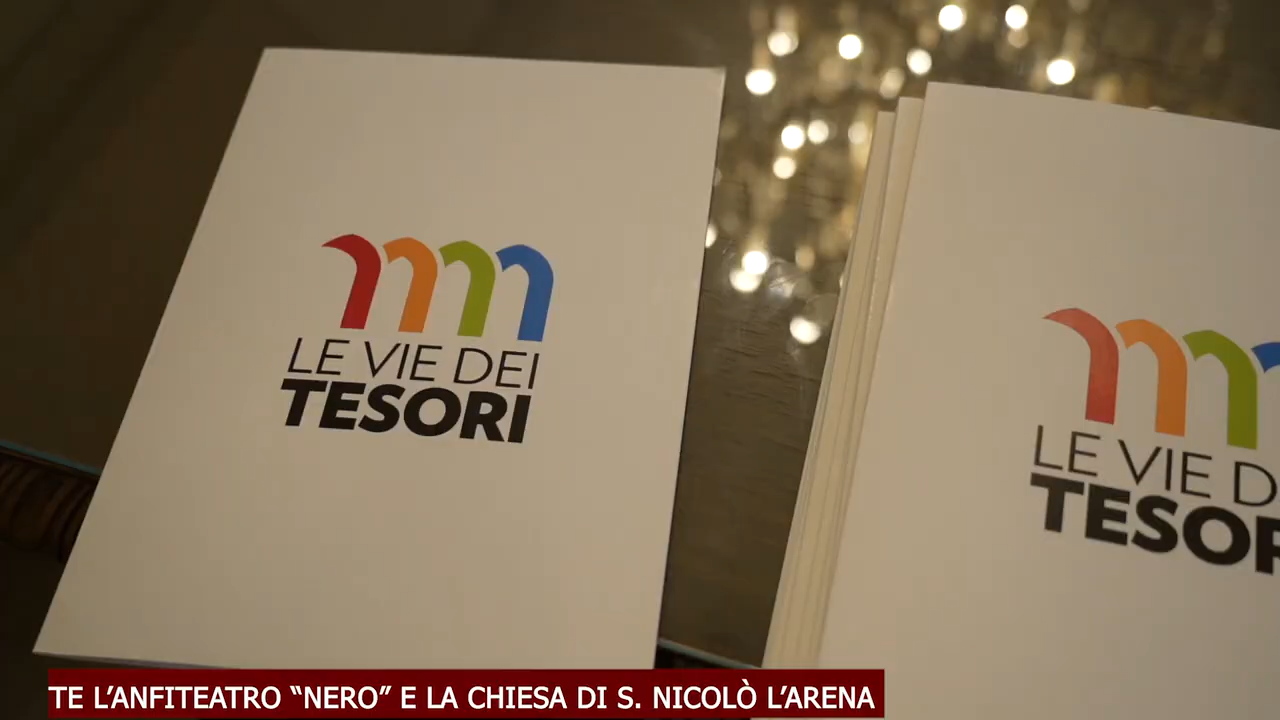 LE VIE DEI
TESORI
LE VIE D
TESOR
TE L’ANFITEATRO “NERO” E LA CHIESA DI S. NICOLÒ L’ARENA